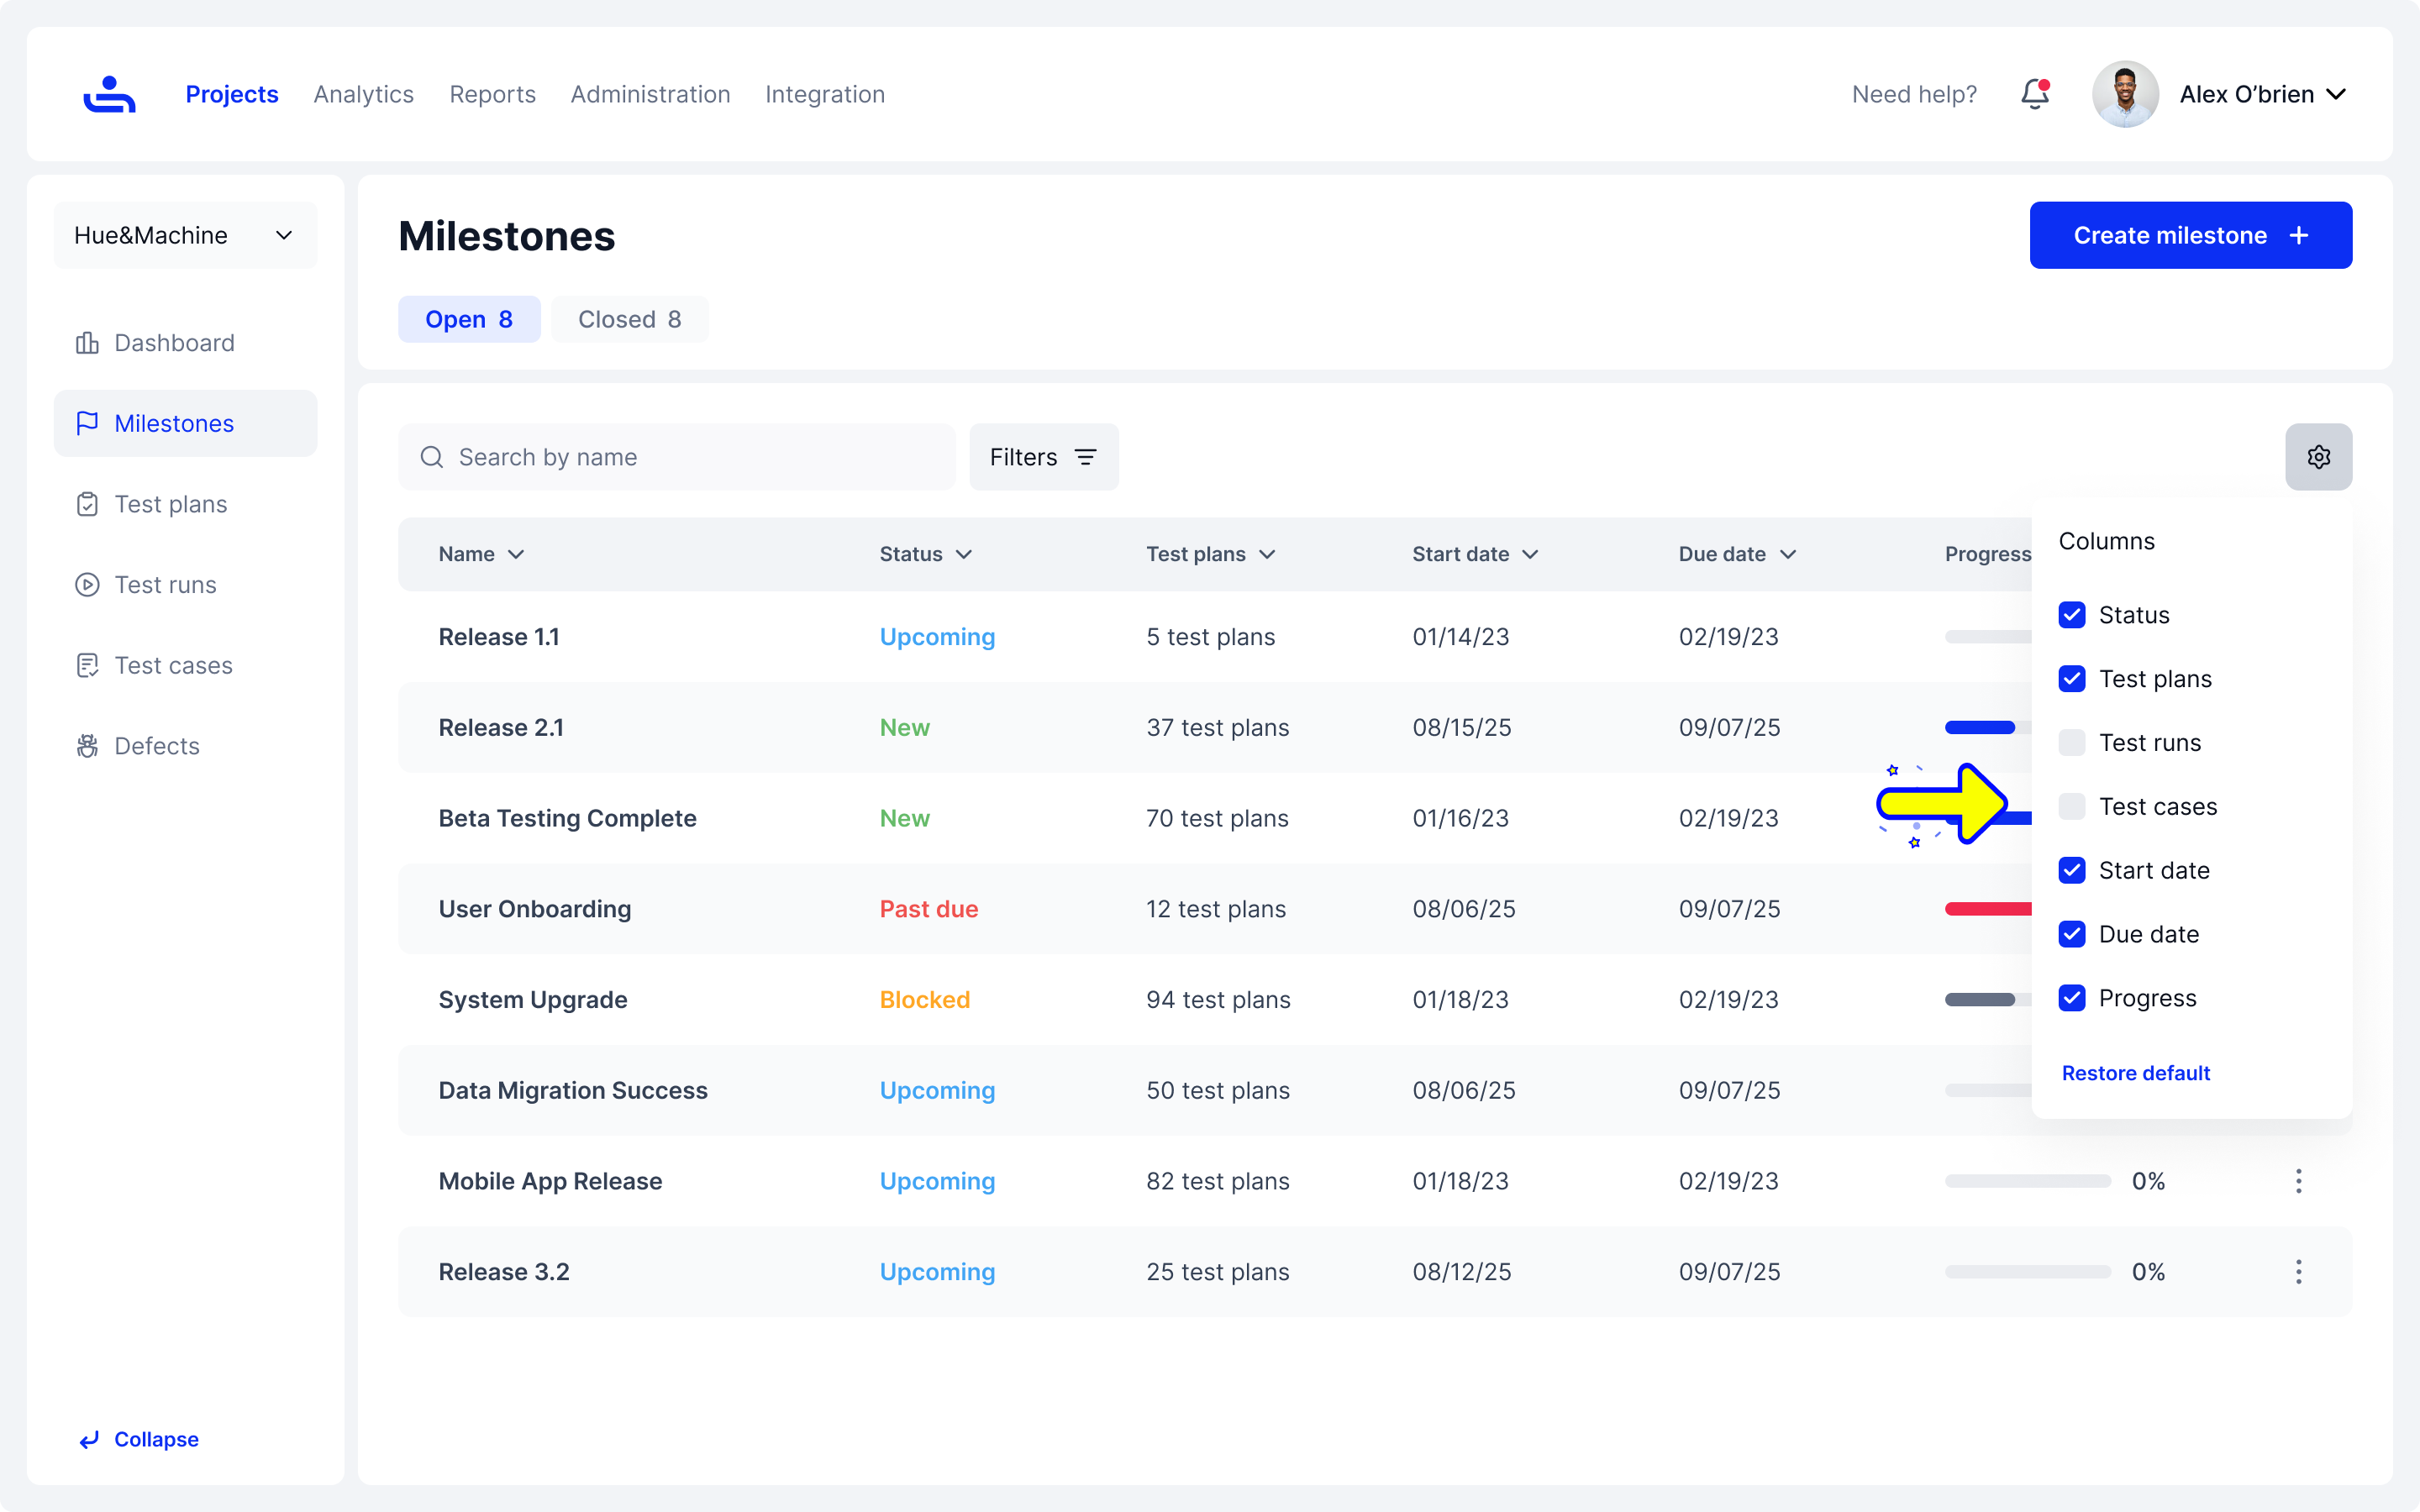 Projects Analytics Reports Administration Integration Need help? Alex O’brien
Hue&Machine
Dashboard
Milestones
Test plans
Test runs
Test cases
Defects
Collapse
Milestones
Create milestone
Open 8 Closed 8
Search by name Filters
Name Status Test plans Start date Due date Progress
Release 1.1 Upcoming 5 test plans 01/14/23 02/19/23
Release 2.1 New 37 test plans 08/15/25 09/07/25
Beta Testing Complete New 70 test plans 01/16/23 02/19/23
User Onboarding Past due 12 test plans 08/06/25 09/07/25
System Upgrade Blocked 94 test plans 01/18/23 02/19/23
Data Migration Success Upcoming 50 test plans 08/06/25 09/07/25
Mobile App Release Upcoming 82 test plans 01/18/23 02/19/23 0%
Release 3.2 Upcoming 25 test plans 08/12/25 09/07/25 0%
Columns
Status
Test plans
Test runs
Test cases
Start date
Due date
Progress
Restore default